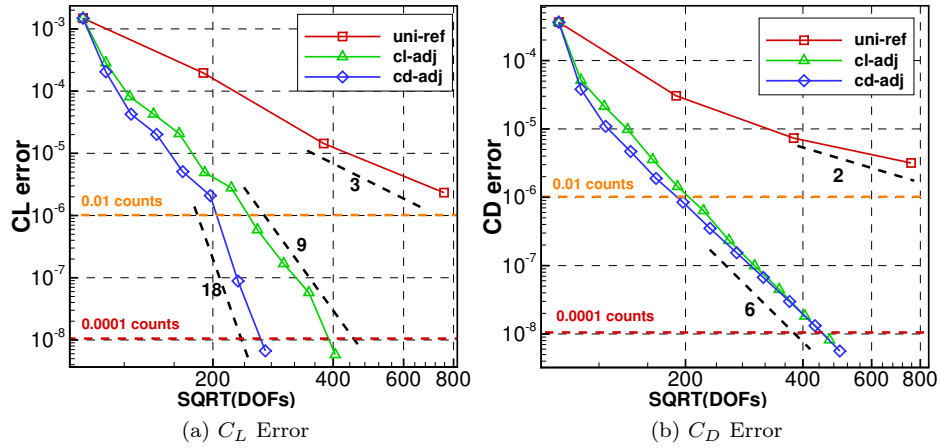 10^-3
10^-4
10^-5
10^-6
10^-7
10^-8
CL error
uni-ref
cl-adj
cd-adj
3
0.01 counts
9
18
0.0001 counts
200
400
600
800
SQRT(DOFs)
(a) C_L Error
10^-3
10^-4
10^-5
10^-6
10^-7
10^-8
CD error
uni-ref
cl-adj
cd-adj
2
0.01 counts
6
0.0001 counts
200
400
600
800
SQRT(DOFs)
(b) C_D Error